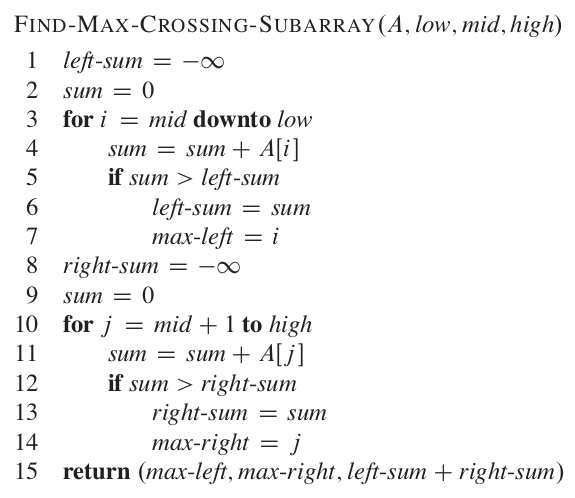 FIND-MAX-CROSSING-SUBARRAY(A, low, mid, high)
1 left-sum = −∞
2 sum = 0
3 for i = mid downto low
4 sum = sum + A[i]
5 if sum > left-sum
6 left-sum = sum
7 max-left = i
8 right-sum = −∞
9 sum = 0
10 for j = mid + 1 to high
11 sum = sum + A[j]
12 if sum > right-sum
13 right-sum = sum
14 max-right = j
15 return (max-left, max-right, left-sum + right-sum)